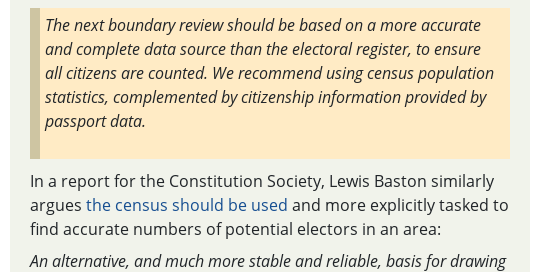 The next boundary review should be based on a more accurate
and complete data source than the electoral register, to ensure
all citizens are counted. We recommend using census population
statistics, complemented by citizenship information provided by
passport data.
In a report for the Constitution Society, Lewis Baston similarly
argues the census should be used and more explicitly tasked to
find accurate numbers of potential electors in an area:
An alternative, and much more stable and reliable, basis for drawing